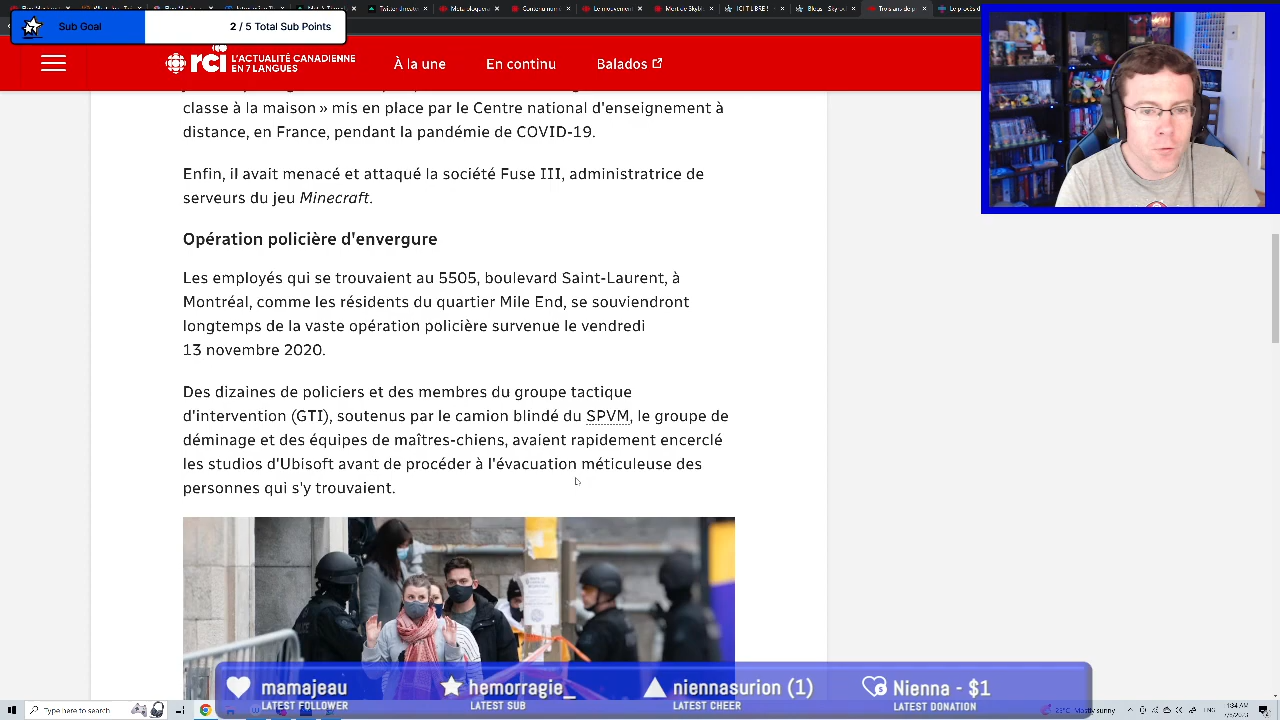 Sub Goal
2 / 5 Total Sub Points
rci L'ACTUALITÉ CANADIENNE
EN 7 LANGUES
À la une
En continu
Balados
classe à la maison » mis en place par le Centre national d'enseignement à
distance, en France, pendant la pandémie de COVID-19.
Enfin, il avait menacé et attaqué la société Fuse III, administratrice de
serveurs du jeu Minecraft.
Opération policière d'envergure
Les employés qui se trouvaient au 5505, boulevard Saint-Laurent, à
Montréal, comme les résidents du quartier Mile End, se souviendront
longtemps de la vaste opération policière survenue le vendredi
13 novembre 2020.
Des dizaines de policiers et des membres du groupe tactique
d'intervention (GTI), soutenus par le camion blindé du SPVM, le groupe de
déminage et des équipes de maîtres-chiens, avaient rapidement encerclé
les studios d'Ubisoft avant de procéder à l'évacuation méticuleuse des
personnes qui s'y trouvaient.
mamajeau
LATEST FOLLOWER
hemorragie_
LATEST SUB
niennasurion (1)
LATEST CHEER
Nienna - $1
LATEST DONATION
Type here to search